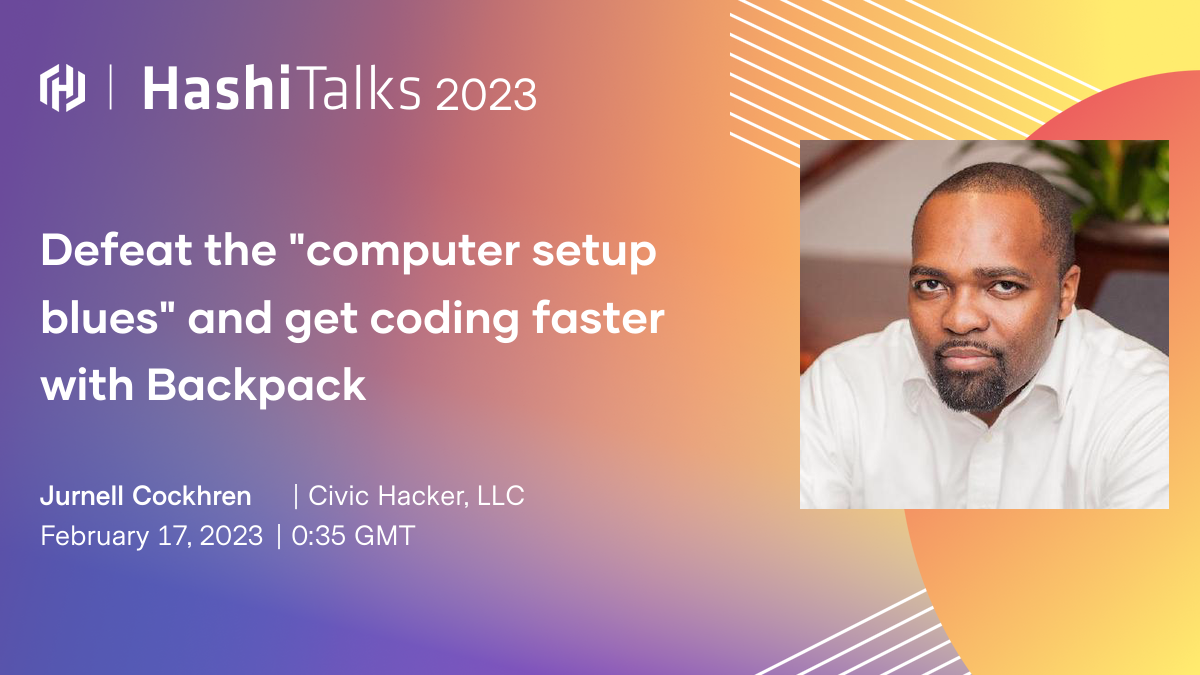 HashiTalks 2023
Defeat the "computer setup
blues" and get coding faster
with Backpack
Jurnell Cockhren | Civic Hacker, LLC
February 17, 2023 | 0:35 GMT